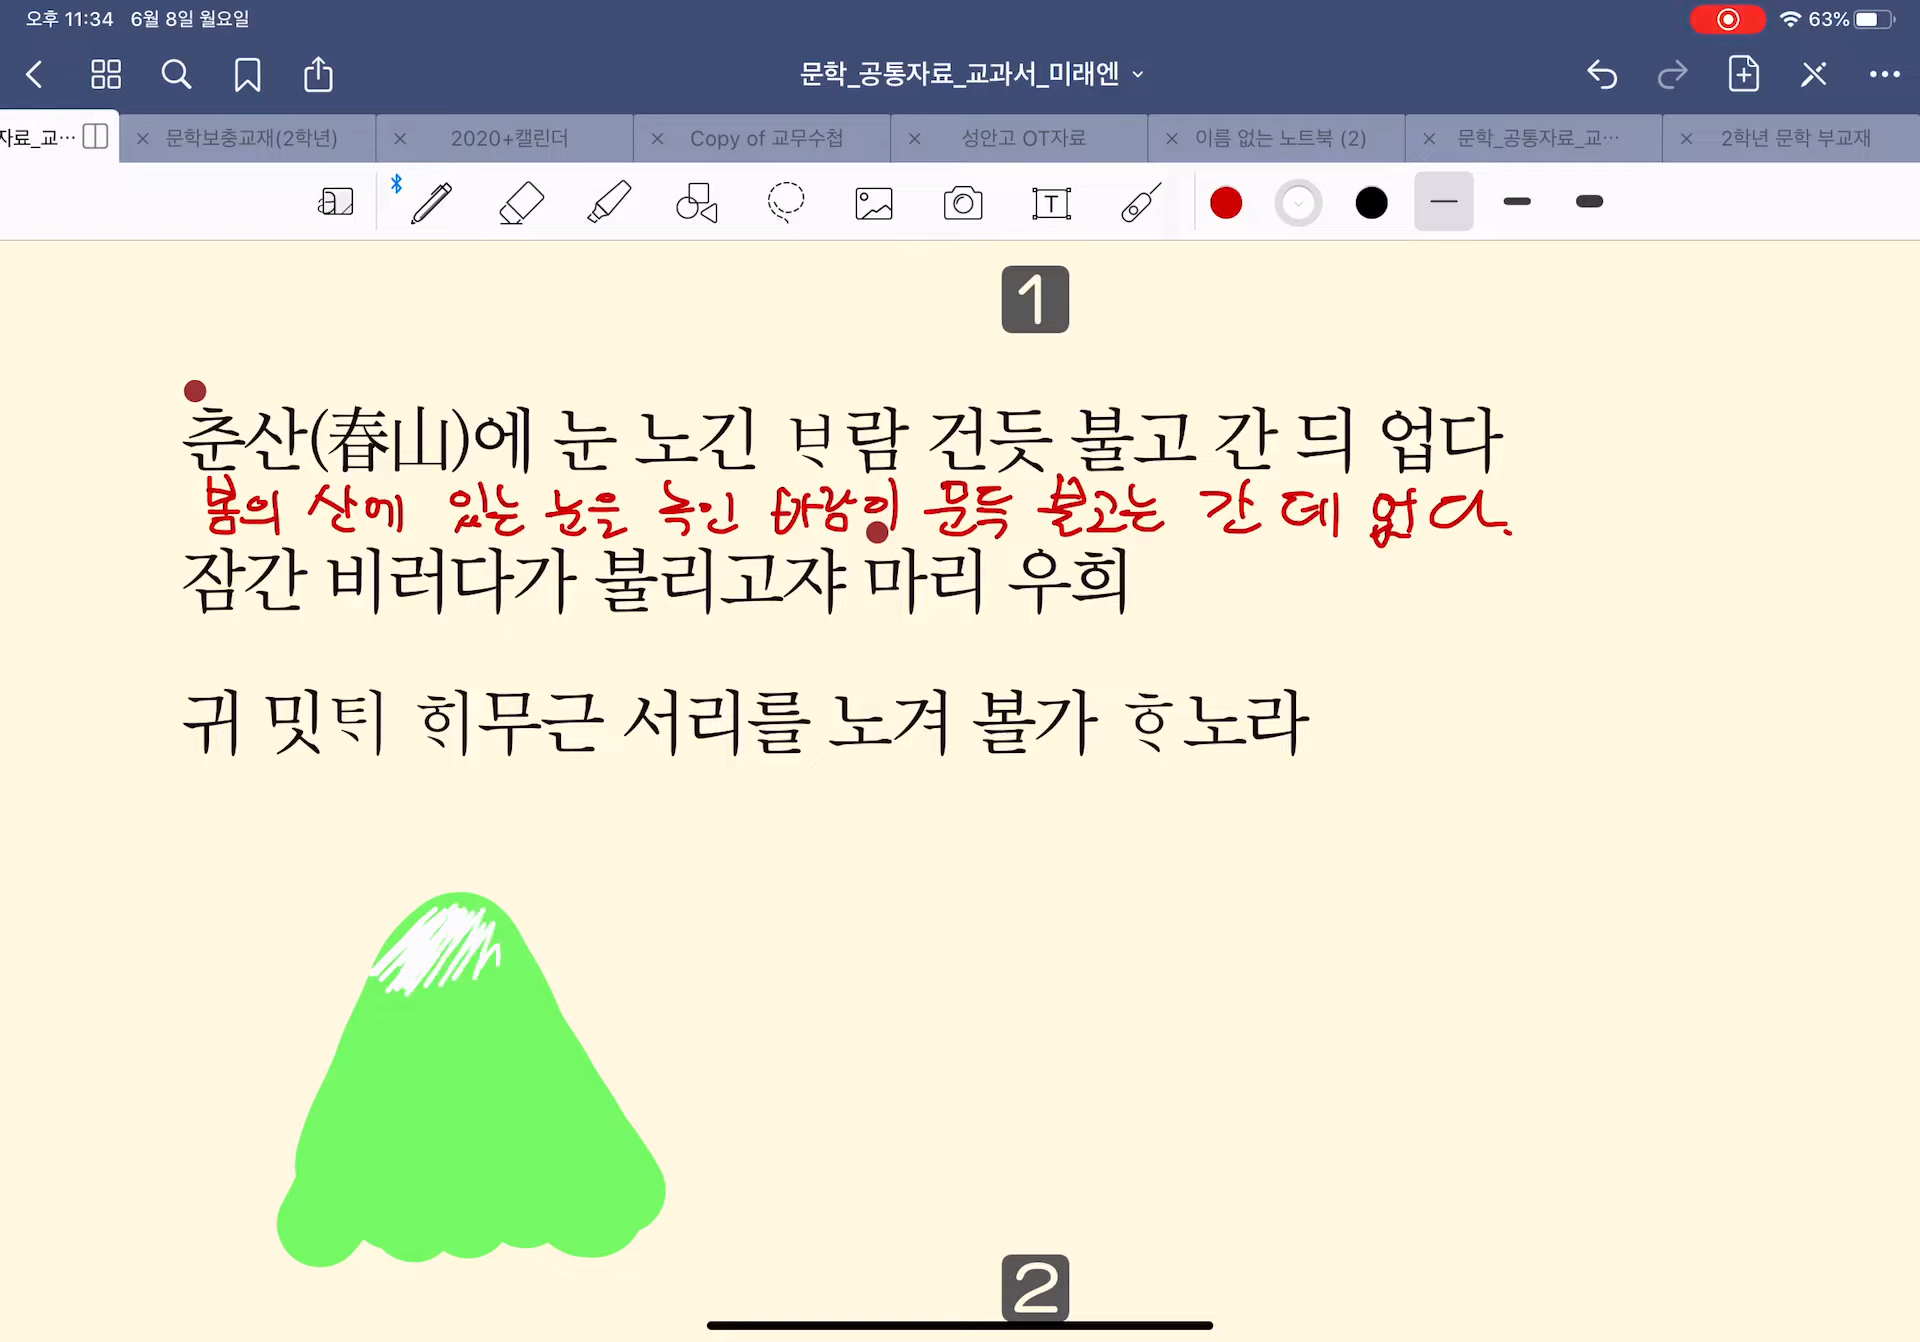 오후 11:34 6월 8일 월요일
63%
문학_공통자료_교과서_미래엔
자료_교…
문학보충교재(2학년)
2020+캘린더
Copy of 교무수첩
성안고 OT자료
이름 없는 노트북 (2)
문학_공통자료_교…
2학년 문학 부교재
1
춘산(春山)에 눈 노긴 ᄇᆞ람 건듯 불고 간 듸 업다
봄의 산에 있는 눈을 녹인 바람이 문득 불고는 간 데 없다.
잠간 비러다가 불리고쟈 마리 우희
귀 밋ᄐᆡ ᄒᆡ무근 서리를 노겨 볼가 ᄒᆞ노라
2